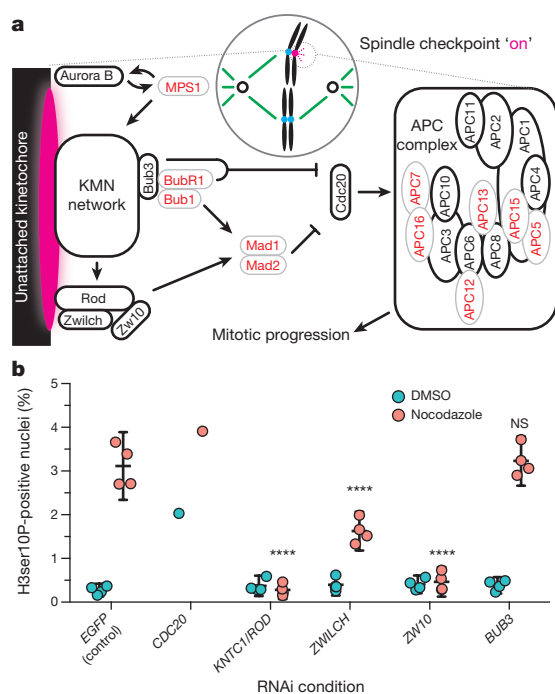 a
Spindle checkpoint ‘on’
Unattached kinetochore
Aurora B
MPS1
KMN
network
Bub3
BubR1
Bub1
Mad1
Mad2
Cdc20
Rod
Zwilch
Zw10
Mitotic progression
APC
complex
APC11
APC2
APC1
APC7
APC10
APC13
APC4
APC16
APC3
APC6
APC8
APC15
APC5
APC12
b
H3ser10P-positive nuclei (%)
5
4
3
2
1
0
DMSO
Nocodazole
NS
****
****
****
EGFP
(control)
CDC20
KNTC1/ROD
ZWILCH
ZW10
BUB3
RNAi condition